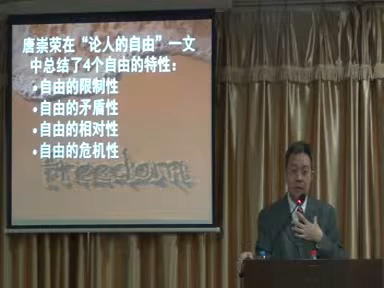 唐崇荣在“论人的自由”一文
中总结了4个自由的特性：
•自由的限制性
•自由的矛盾性
•自由的相对性
•自由的危机性
freedom